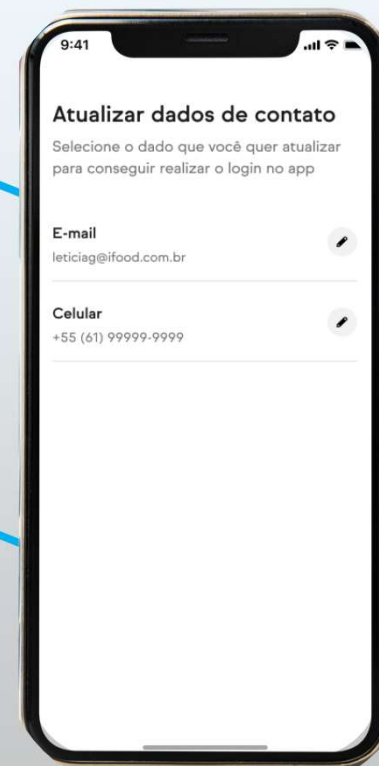 9:41
Atualizar dados de contato
Selecione o dado que você quer atualizar
para conseguir realizar o login no app
E-mail
leticiag@ifood.com.br
Celular
+55 (61) 99999-9999